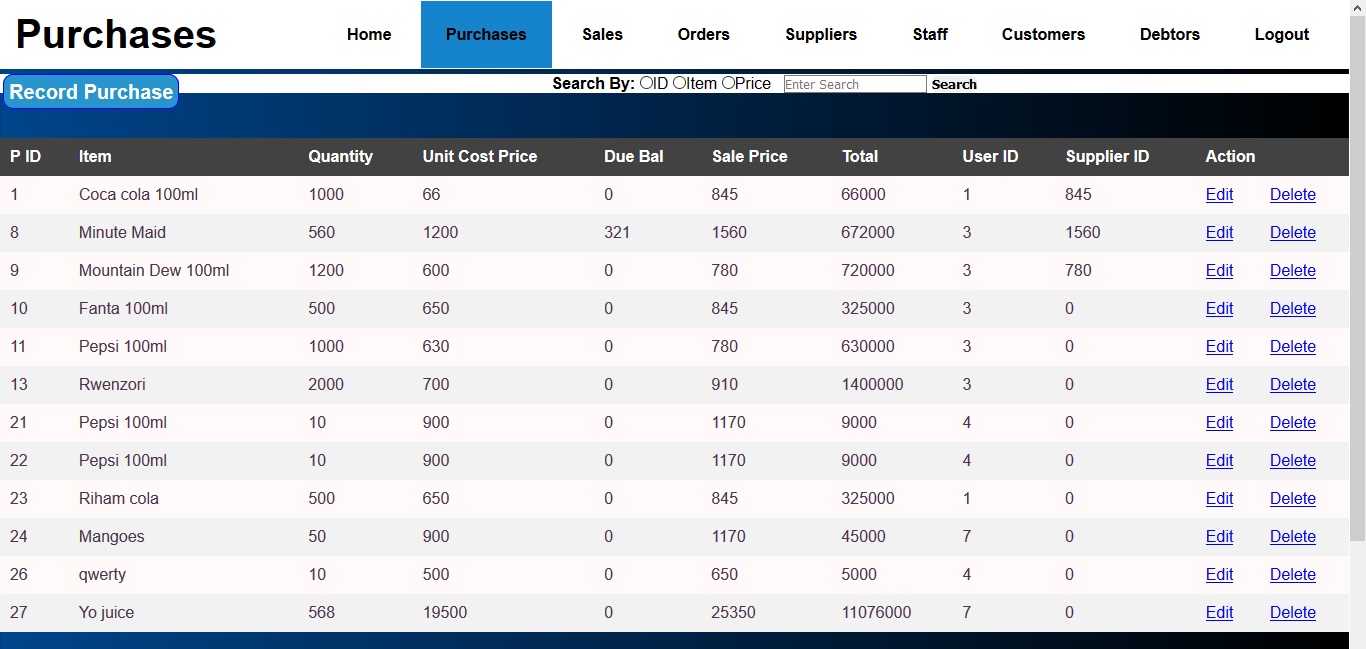 Purchases Home Purchases Sales Orders Suppliers Staff Customers Debtors Logout
Record Purchase Search By: ID Item Price Enter Search Search
P ID Item Quantity Unit Cost Price Due Bal Sale Price Total User ID Supplier ID Action
1 Coca cola 100ml 1000 66 0 845 66000 1 845 Edit Delete
8 Minute Maid 560 1200 321 1560 672000 3 1560 Edit Delete
9 Mountain Dew 100ml 1200 600 0 780 720000 3 780 Edit Delete
10 Fanta 100ml 500 650 0 845 325000 3 0 Edit Delete
11 Pepsi 100ml 1000 630 0 780 630000 3 0 Edit Delete
13 Rwenzori 2000 700 0 910 1400000 3 0 Edit Delete
21 Pepsi 100ml 10 900 0 1170 9000 4 0 Edit Delete
22 Pepsi 100ml 10 900 0 1170 9000 4 0 Edit Delete
23 Riham cola 500 650 0 845 325000 1 0 Edit Delete
24 Mangoes 50 900 0 1170 45000 7 0 Edit Delete
26 qwerty 10 500 0 650 5000 4 0 Edit Delete
27 Yo juice 568 19500 0 25350 11076000 7 0 Edit Delete